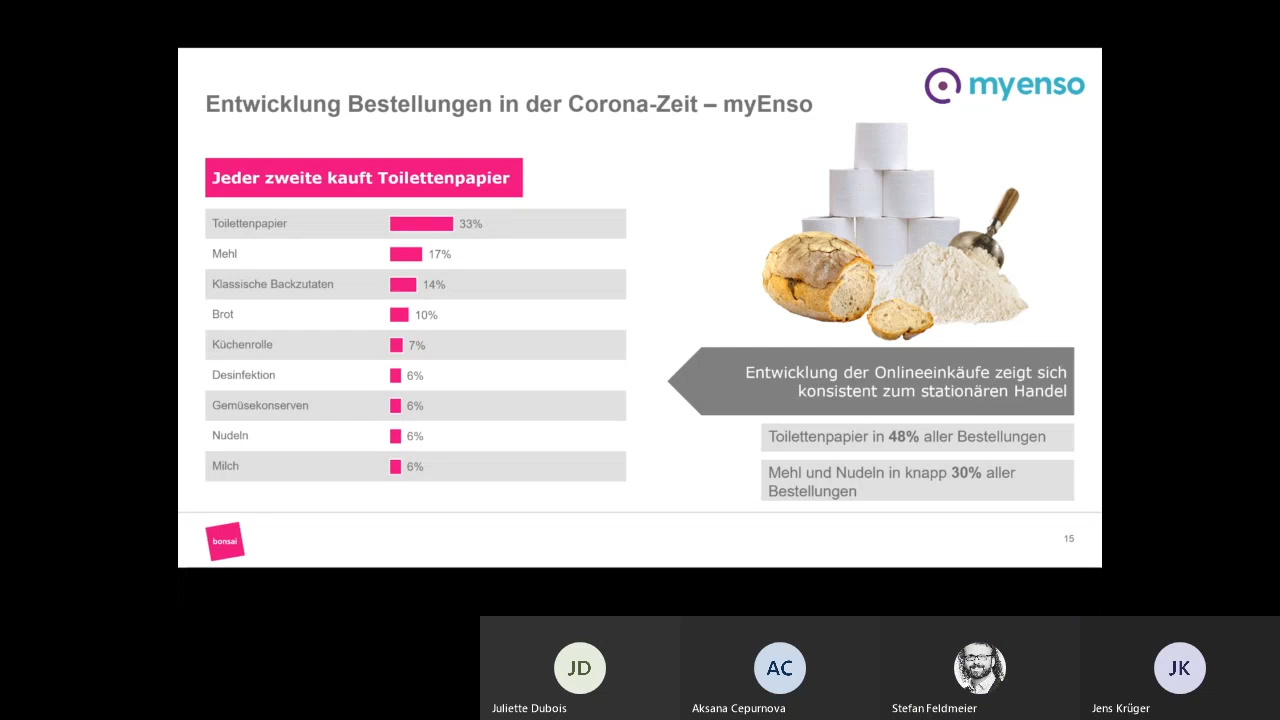 myenso
Entwicklung Bestellungen in der Corona-Zeit – myEnso
Jeder zweite kauft Toilettenpapier
Toilettenpapier 33%
Mehl 17%
Klassische Backzutaten 14%
Brot 10%
Küchenrolle 7%
Desinfektion 6%
Gemüsekonserven 6%
Nudeln 6%
Milch 6%
Entwicklung der Onlineeinkäufe zeigt sich
konsistent zum stationären Handel
Toilettenpapier in 48% aller Bestellungen
Mehl und Nudeln in knapp 30% aller
Bestellungen
bonsai
15
JD
AC
JK
Juliette Dubois
Aksana Cepurnova
Stefan Feldmeier
Jens Krüger